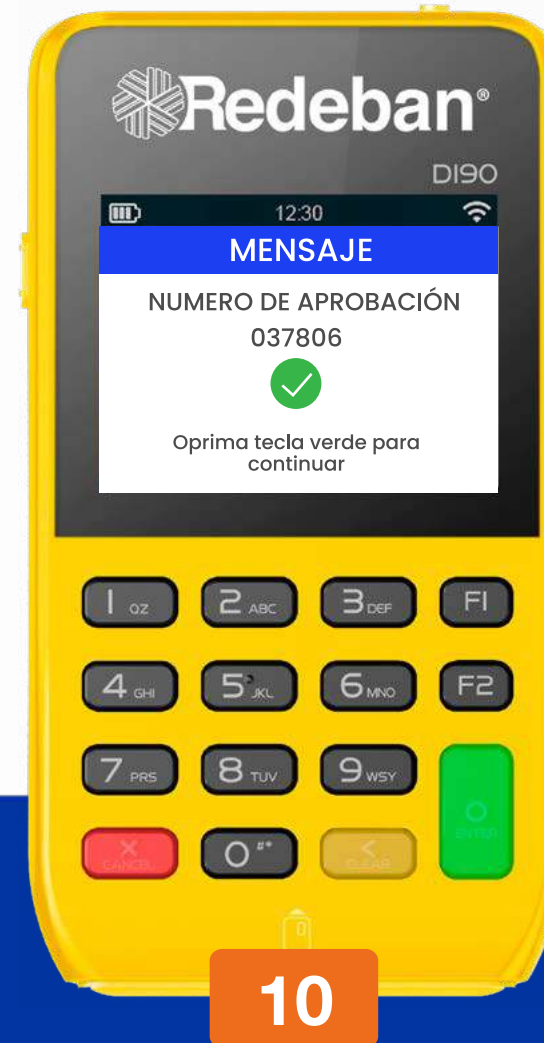 Redeban®
DI90
12:30
MENSAJE
NUMERO DE APROBACIÓN
037806
Oprima tecla verde para
continuar
1 QZ 2 ABC 3 DEF F1
4 GHI 5 JKL 6 MNO F2
7 PRS 8 TUV 9 WSY
X CANCEL 0 #* < CLEAR O ENTER
10